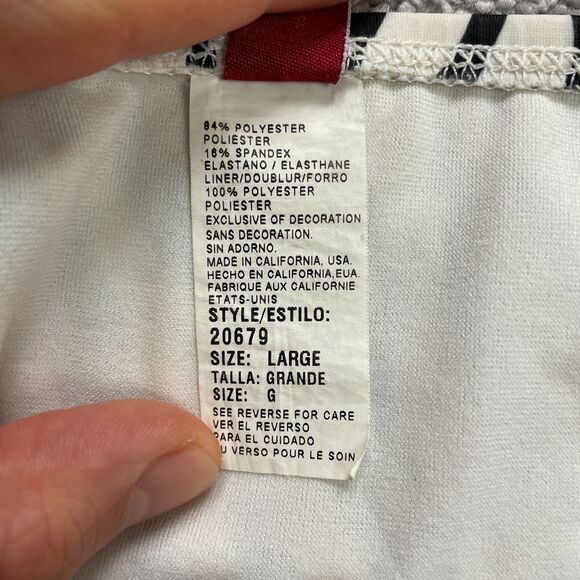 84% POLYESTER
POLIESTER
16% SPANDEX
ELASTANO / ELASTHANE
LINER/DOUBLUR/FORRO
100% POLYESTER
POLIESTER
EXCLUSIVE OF DECORATION
SANS DECORATION.
SIN ADORNO.
MADE IN CALIFORNIA, USA.
HECHO EN CALIFORNIA,EUA.
FABRIQUE AUX CALIFORNIE
ETATS-UNIS
STYLE/ESTILO:
20679
SIZE: LARGE
TALLA: GRANDE
SIZE: G
SEE REVERSE FOR CARE
VER EL REVERSO
PARA EL CUIDADO
U VERSO POUR LE SOIN